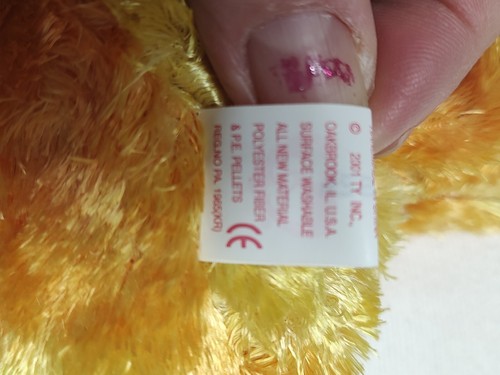 © 2001 TY INC.,
OAKBROOK, IL. U.S.A.
SURFACE WASHABLE
ALL NEW MATERIAL
POLYESTER FIBER
& P.E. PELLETS
REG.NO PA. 1965(KR)
CE